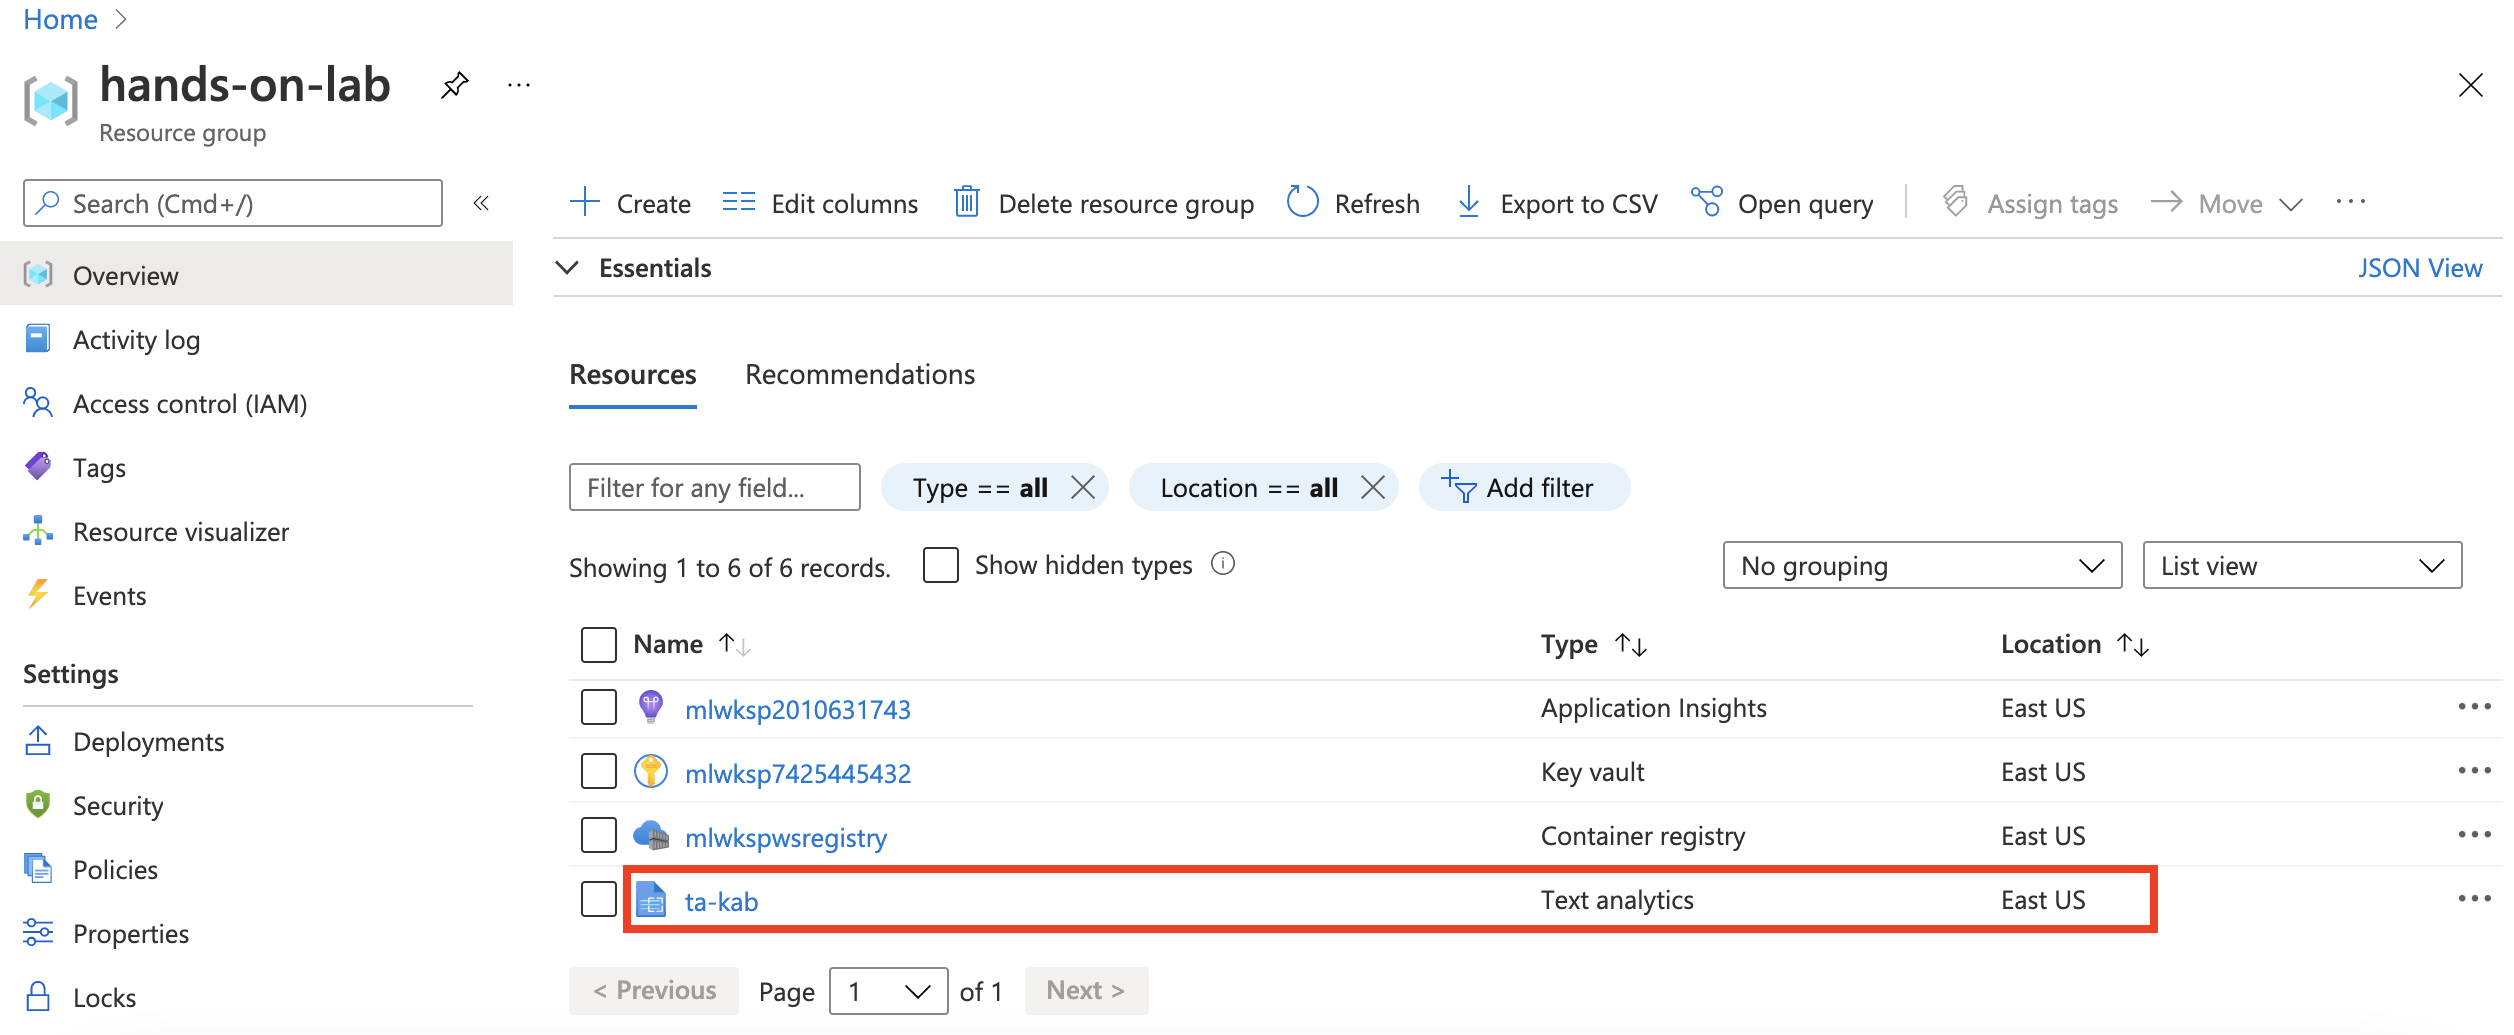 Home
hands-on-lab
Resource group
Search (Cmd+/)
Create Edit columns Delete resource group Refresh Export to CSV Open query Assign tags Move
Essentials JSON View
Overview
Activity log
Access control (IAM)
Tags
Resource visualizer
Events
Settings
Deployments
Security
Policies
Properties
Locks
Resources Recommendations
Filter for any field... Type == all Location == all Add filter
Showing 1 to 6 of 6 records. Show hidden types No grouping List view
Name Type Location
mlwksp2010631743 Application Insights East US
mlwksp7425445432 Key vault East US
mlwkspwsregistry Container registry East US
ta-kab Text analytics East US
< Previous Page 1 of 1 Next >